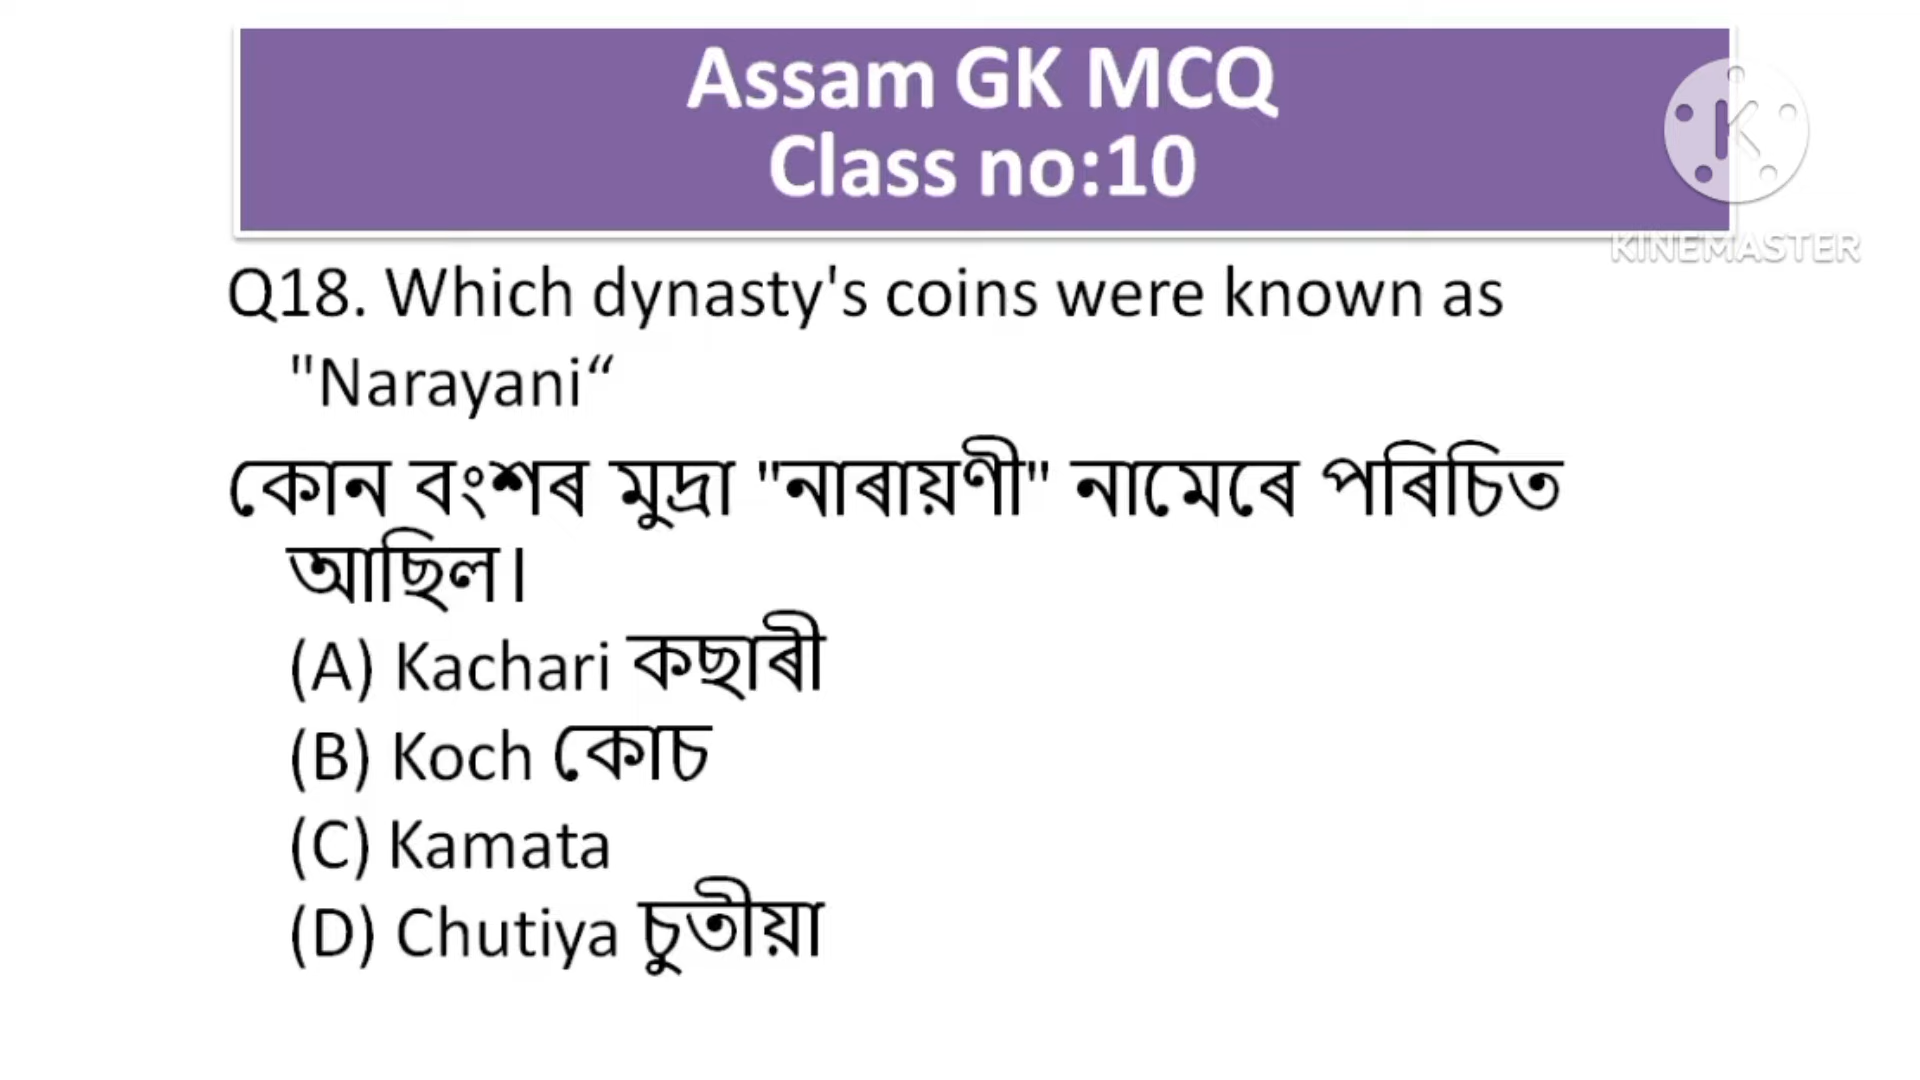 Assam GK MCQ
Class no:10
KINEMASTER
Q18. Which dynasty's coins were known as
"Narayani“
কোন বংশৰ মুদ্ৰা "নাৰায়ণী" নামেৰে পৰিচিত
আছিল।
(A) Kachari কছাৰী
(B) Koch কোচ
(C) Kamata
(D) Chutiya চুতীয়া